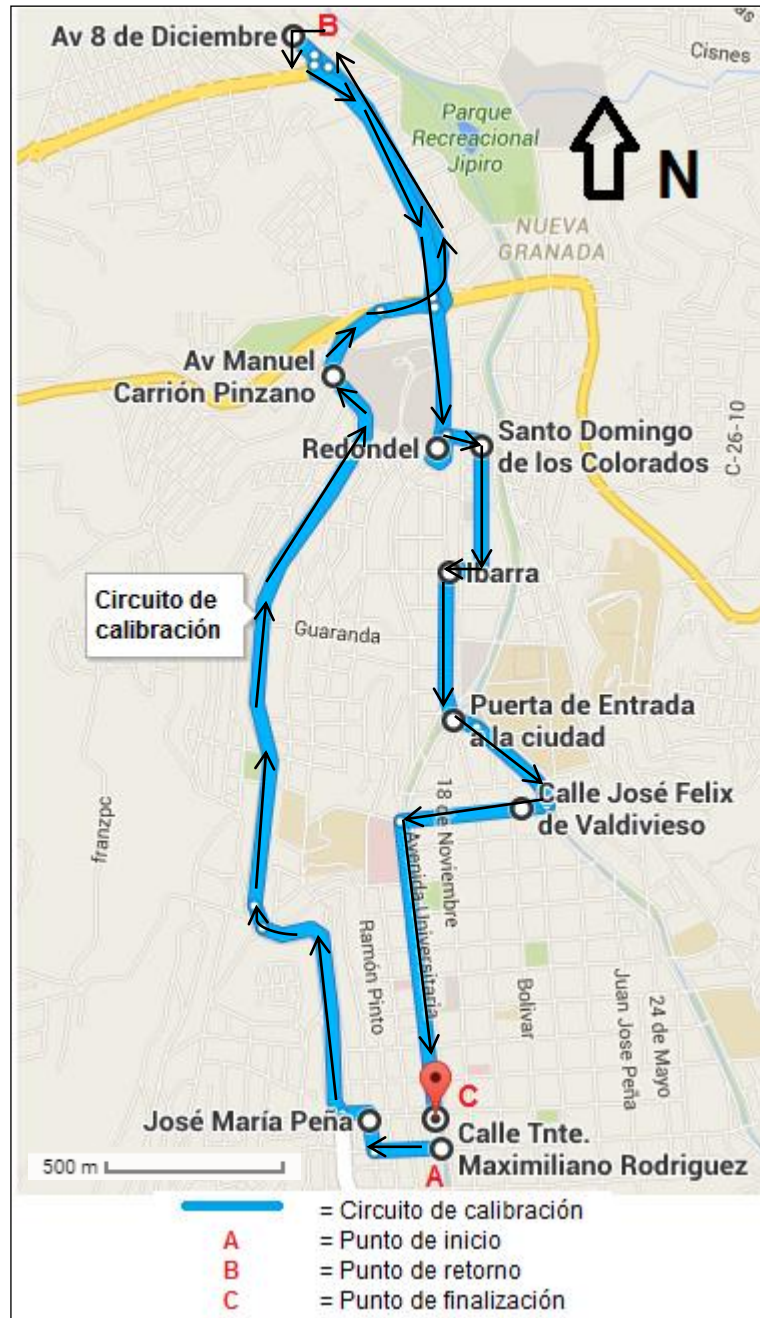 Av 8 de Diciembre
B
Cisnes
as
Parque
Recreacional
Jipiro
N
NUEVA
GRANADA
Av Manuel
Carrión Pinzano
Redondel
Santo Domingo
de los Colorados
C-26-10
Ibarra
Circuito de
calibración
Guaranda
Puerta de Entrada
a la ciudad
franzpc
18 de Noviembre
Calle José Felix
de Valdivieso
Avenida Universitaria
Ramón Pinto
Bolivar
Juan Jose Peña
24 de Mayo
C
José María Peña
Calle Tnte.
Maximiliano Rodriguez
500 m
A
= Circuito de calibración
A = Punto de inicio
B = Punto de retorno
C = Punto de finalización